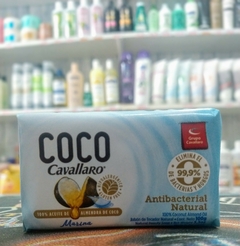 COCO
Cavallaro
Grupo Cavallaro
ELIMINA EL
99,9%
DE BACTERIAS Y VIRUS
Antibacterial
Natural
100% ACEITE DE ALMENDRA DE COCO
Marina